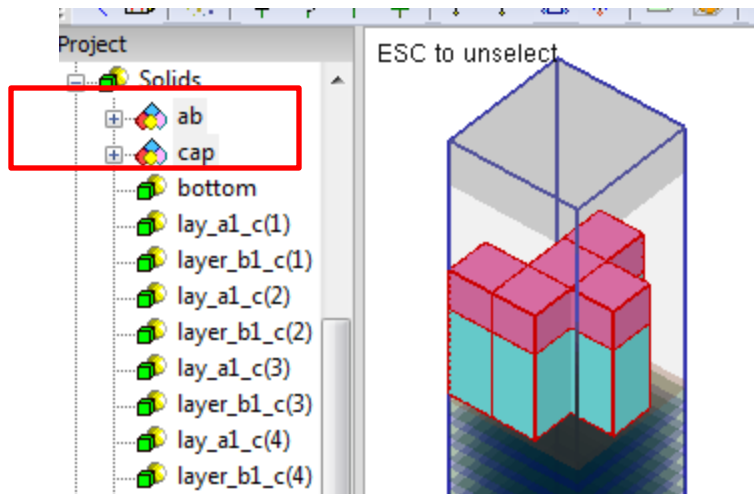 Project
ESC to unselect
Solids
ab
cap
bottom
lay_a1_c(1)
layer_b1_c(1)
lay_a1_c(2)
layer_b1_c(2)
lay_a1_c(3)
layer_b1_c(3)
lay_a1_c(4)
layer_b1_c(4)